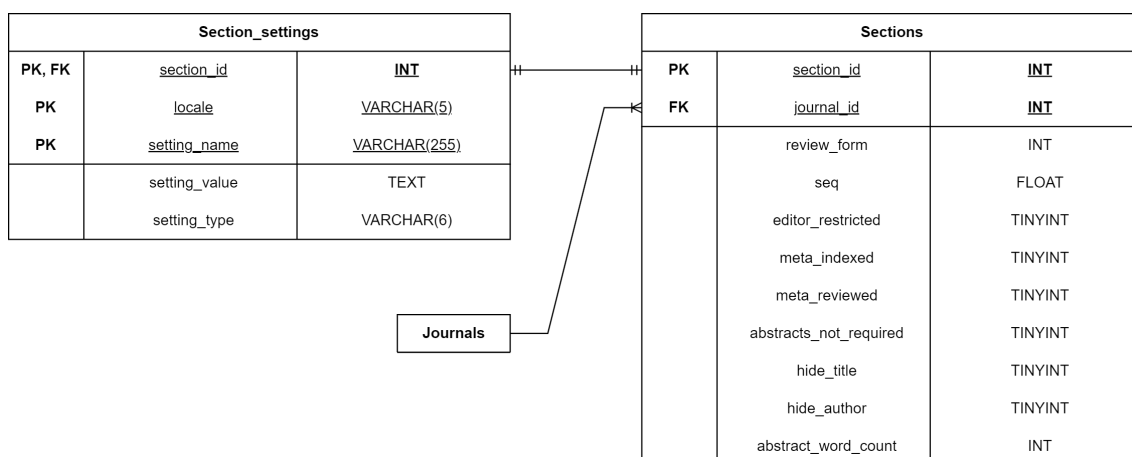 Section_settings
PK, FK section_id INT
PK locale VARCHAR(5)
PK setting_name VARCHAR(255)
setting_value TEXT
setting_type VARCHAR(6)
Journals
Sections
PK section_id INT
FK journal_id INT
review_form INT
seq FLOAT
editor_restricted TINYINT
meta_indexed TINYINT
meta_reviewed TINYINT
abstracts_not_required TINYINT
hide_title TINYINT
hide_author TINYINT
abstract_word_count INT